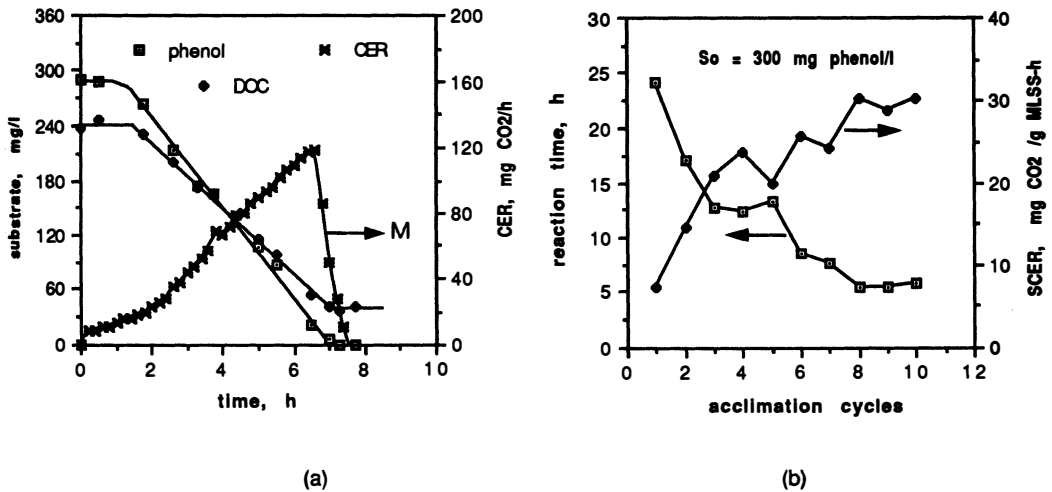 360
300
240
180
120
60
0
substrate, mg/l
phenol
CER
DOC
M
200
160
120
80
40
0
CER, mg CO2/h
0 2 4 6 8 10
time, h
(a)
30
25
20
15
10
5
0
reaction time, h
So = 300 mg phenol/l
40
30
20
10
0
SCER, mg CO2 /g MLSS-h
0 2 4 6 8 10 12
acclimation cycles
(b)